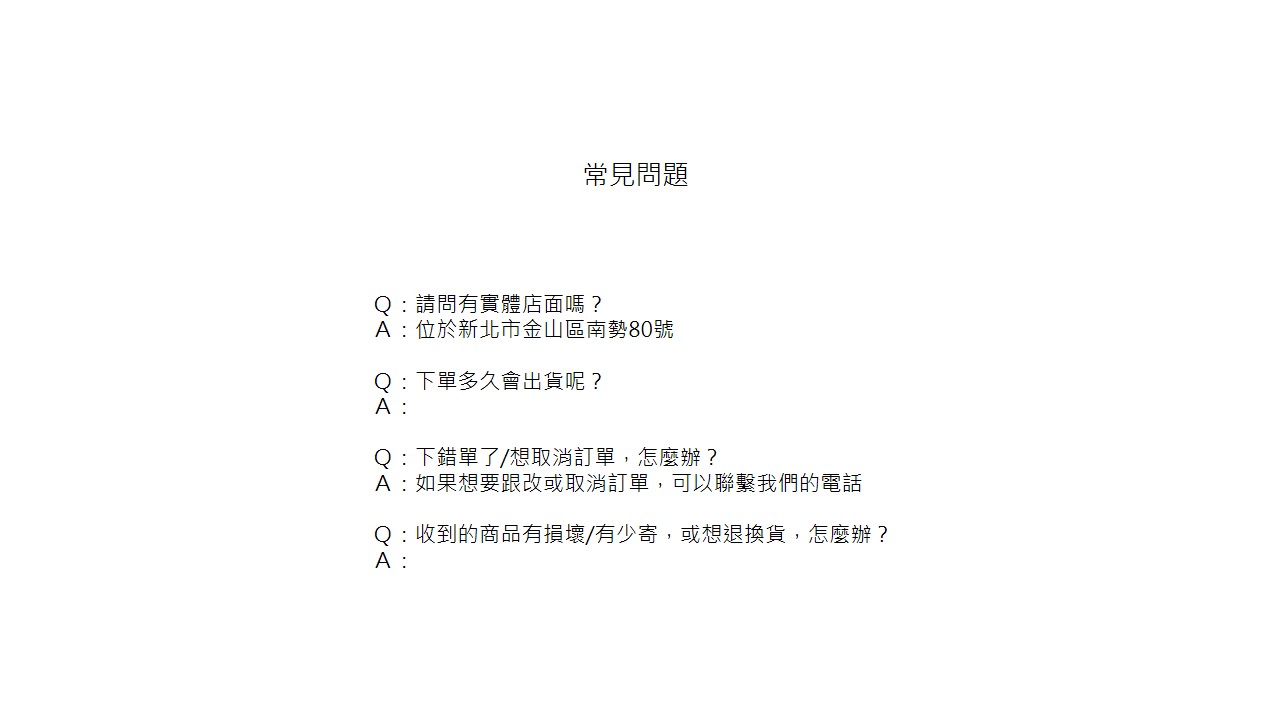 常見問題
Q：請問有實體店面嗎？
A：位於新北市金山區南勢80號
Q：下單多久會出貨呢？
A：
Q：下錯單了/想取消訂單，怎麼辦？
A：如果想要跟改或取消訂單，可以聯繫我們的電話
Q：收到的商品有損壞/有少寄，或想退換貨，怎麼辦？
A：